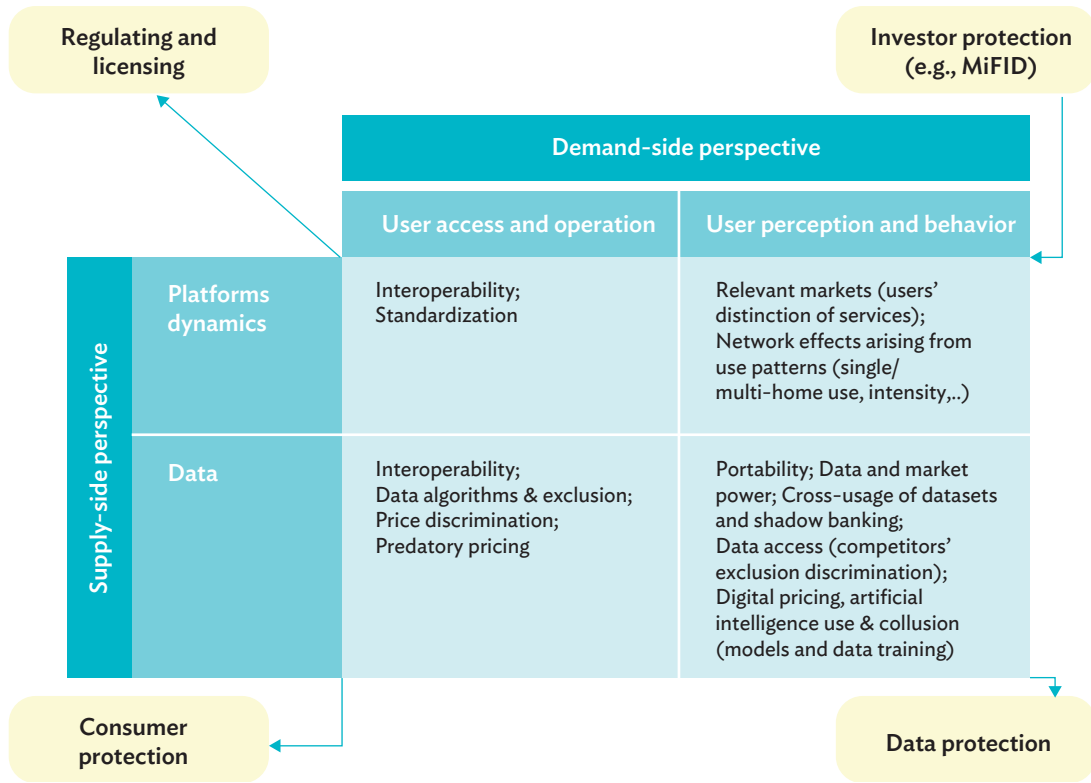 Regulating and
licensing
Investor protection
(e.g., MiFID)
Demand-side perspective
User access and operation
User perception and behavior
Supply-side perspective
Platforms
dynamics
Interoperability;
Standardization
Relevant markets (users’
distinction of services);
Network effects arising from
use patterns (single/
multi-home use, intensity,..)
Data
Interoperability;
Data algorithms & exclusion;
Price discrimination;
Predatory pricing
Portability; Data and market
power; Cross-usage of datasets
and shadow banking;
Data access (competitors’
exclusion discrimination);
Digital pricing, artificial
intelligence use & collusion
(models and data training)
Consumer
protection
Data protection